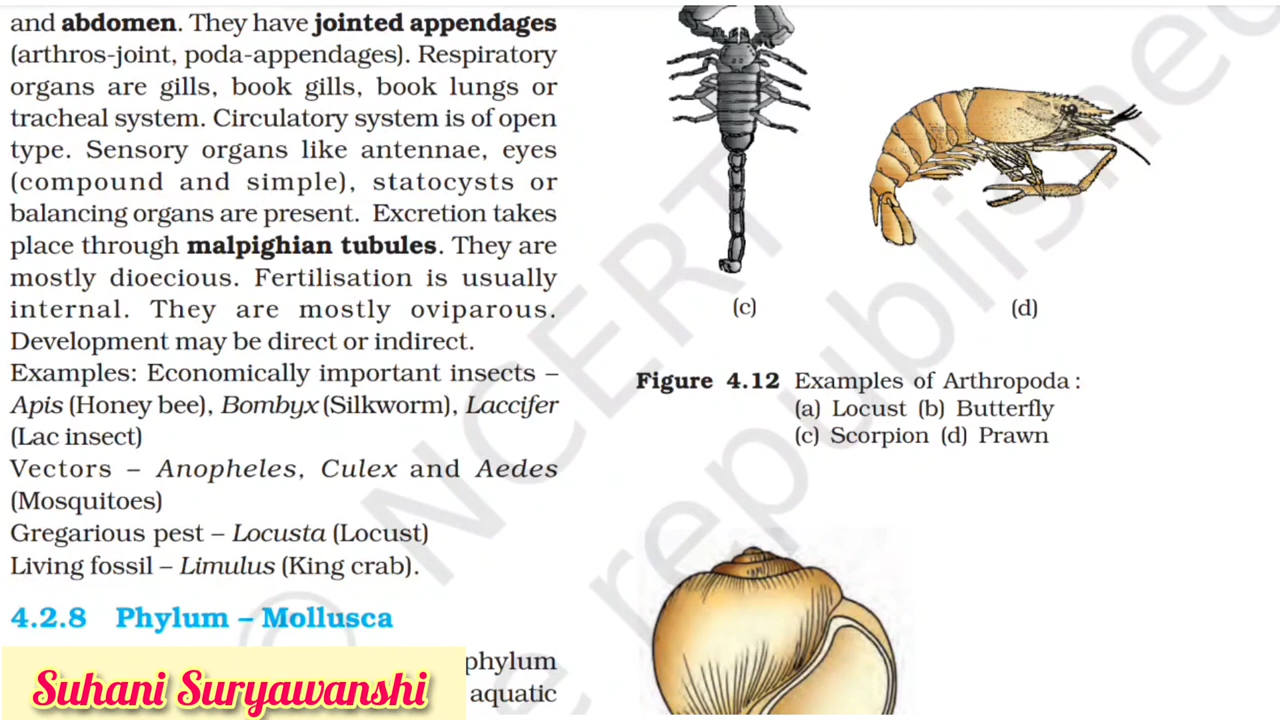 and abdomen. They have jointed appendages
(arthros-joint, poda-appendages). Respiratory
organs are gills, book gills, book lungs or
tracheal system. Circulatory system is of open
type. Sensory organs like antennae, eyes
(compound and simple), statocysts or
balancing organs are present. Excretion takes
place through malpighian tubules. They are
mostly dioecious. Fertilisation is usually
internal. They are mostly oviparous.
Development may be direct or indirect.
Examples: Economically important insects –
Apis (Honey bee), Bombyx (Silkworm), Laccifer
(Lac insect)
Vectors – Anopheles, Culex and Aedes
(Mosquitoes)
Gregarious pest – Locusta (Locust)
Living fossil – Limulus (King crab).
4.2.8 Phylum – Mollusca
phylum
aquatic
Suhani Suryawanshi
(c)
(d)
Figure 4.12 Examples of Arthropoda :
(a) Locust (b) Butterfly
(c) Scorpion (d) Prawn
© NCERT
be republished